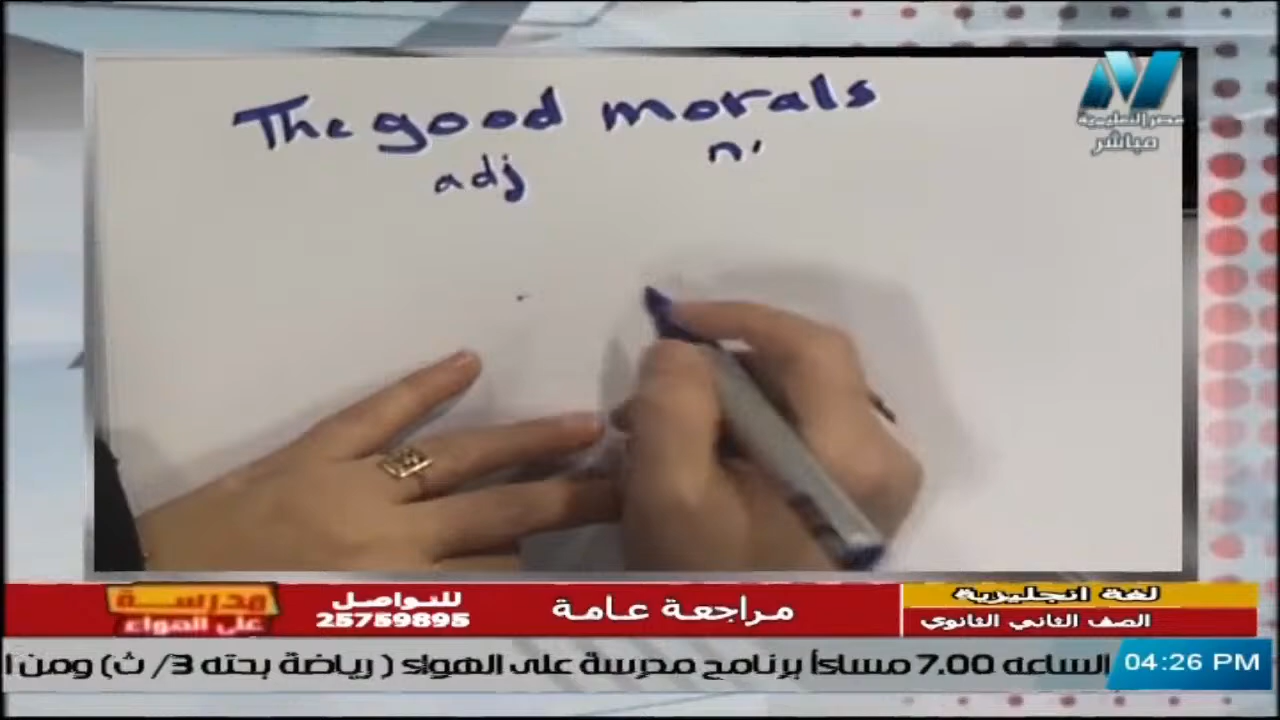 The good morals
adj n.
مصر التعليمية
مباشر
لغة انجليزية
الصف الثاني الثانوي
مراجعة عامة
للتواصل
25759895
مدرسة
على الهواء
04:26 PM
الساعه 7.00 مساءاً برنامج مدرسة على الهواء ( رياضة بحته 3/ ث) ومن ا